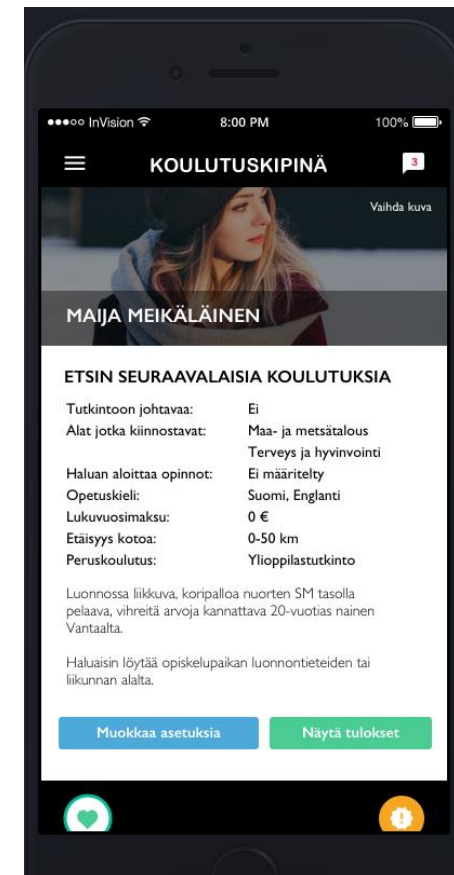 InVision
8:00 PM
100%
KOULUTUSKIPINÄ
3
Vaihda kuva
MAIJA MEIKÄLÄINEN
ETSIN SEURAAVALAISIA KOULUTUKSIA
Tutkintoon johtavaa: Ei
Alat jotka kiinnostavat: Maa- ja metsätalous
Terveys ja hyvinvointi
Haluan aloittaa opinnot: Ei määritelty
Opetuskieli: Suomi, Englanti
Lukuvuosimaksu: 0 €
Etäisyys kotoa: 0-50 km
Peruskoulutus: Ylioppilastutkinto
Luonnossa liikkuva, koripalloa nuorten SM tasolla
pelaava, vihreitä arvoja kannattava 20-vuotias nainen
Vantaalta.
Haluaisin löytää opiskelupaikan luonnontieteiden tai
liikunnan alalta.
Muokkaa asetuksia
Näytä tulokset